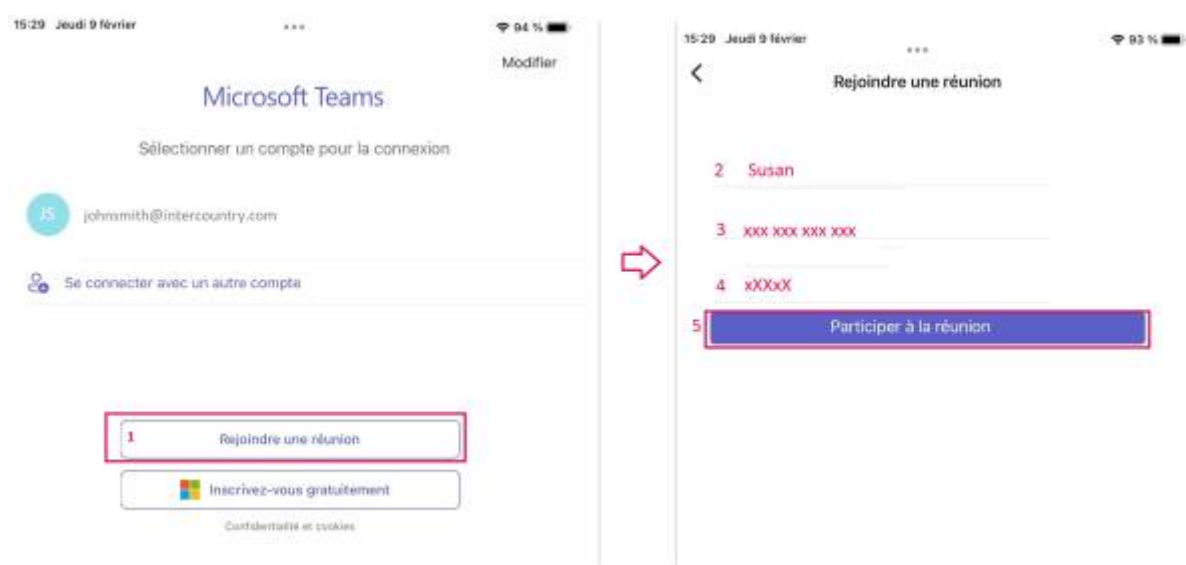 15:29 Jeudi 9 février
94 %
Modifier
Microsoft Teams
Sélectionner un compte pour la connexion
JS
johnsmith@intercountry.com
Se connecter avec un autre compte
1 Rejoindre une réunion
Inscrivez-vous gratuitement
Confidentialité et cookies
15:29 Jeudi 9 février
93 %
Rejoindre une réunion
2 Susan
3 xxx xxx xxx xxx
4 xXXxX
5 Participer à la réunion